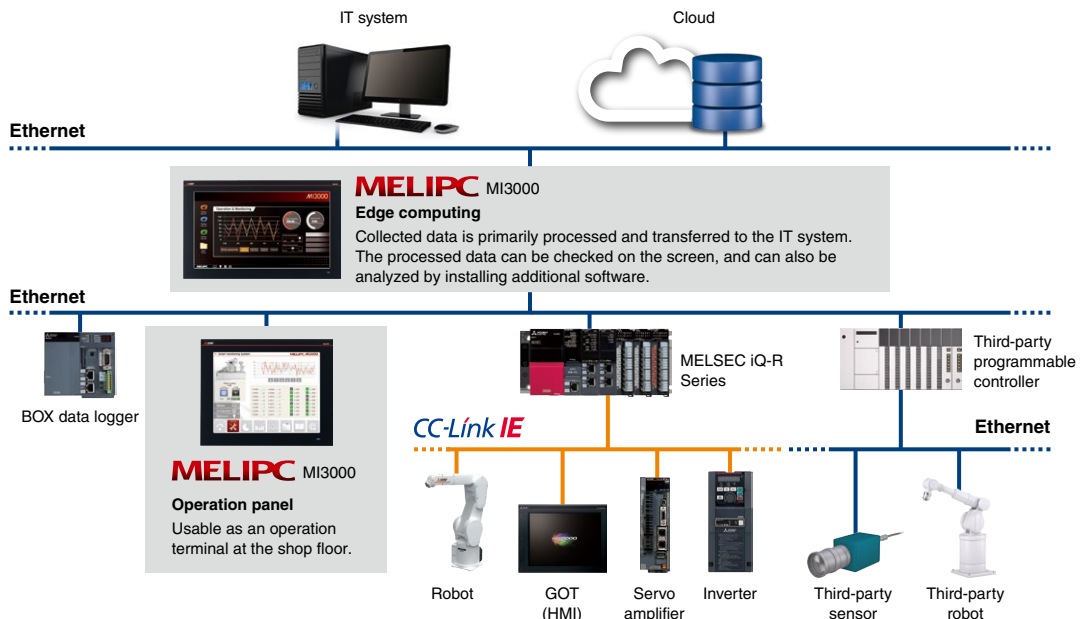 IT system
Cloud
Ethernet
MELIPC MI3000
Edge computing
Collected data is primarily processed and transferred to the IT system.
The processed data can be checked on the screen, and can also be
analyzed by installing additional software.
Ethernet
BOX data logger
MELIPC MI3000
Operation panel
Usable as an operation
terminal at the shop floor.
MELSEC iQ-R
Series
Third-party
programmable
controller
CC-Link IE
Ethernet
Robot
GOT
(HMI)
Servo
amplifier
Inverter
Third-party
sensor
Third-party
robot